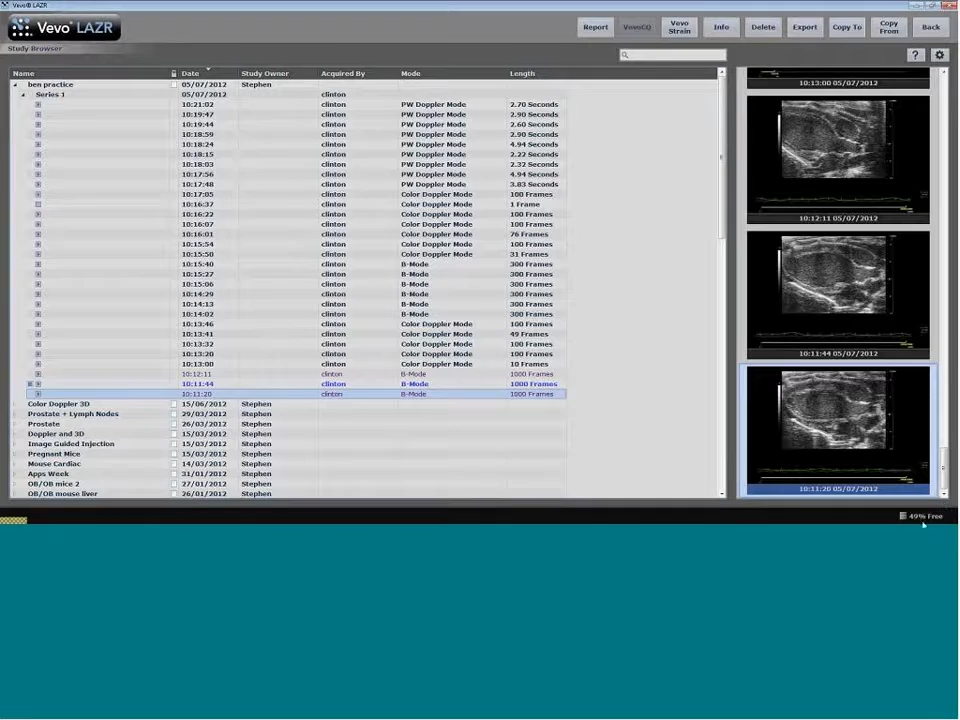 Vevo® LAZR
Vevo® LAZR
Report VevoCQ Vevo Strain Info Delete Export Copy To Copy From Back
Study Browser
? 
Name Date Study Owner Acquired By Mode Length
ben practice 05/07/2012 Stephen
Series 1 05/07/2012 clinton
10:21:02 clinton PW Doppler Mode 2.70 Seconds
10:19:47 clinton PW Doppler Mode 2.90 Seconds
10:19:44 clinton PW Doppler Mode 2.60 Seconds
10:18:59 clinton PW Doppler Mode 2.90 Seconds
10:18:24 clinton PW Doppler Mode 4.94 Seconds
10:18:15 clinton PW Doppler Mode 2.22 Seconds
10:18:03 clinton PW Doppler Mode 2.32 Seconds
10:17:56 clinton PW Doppler Mode 4.94 Seconds
10:17:48 clinton PW Doppler Mode 3.83 Seconds
10:17:05 clinton Color Doppler Mode 100 Frames
10:16:37 clinton Color Doppler Mode 1 Frame
10:16:22 clinton Color Doppler Mode 100 Frames
10:16:07 clinton Color Doppler Mode 100 Frames
10:16:01 clinton Color Doppler Mode 76 Frames
10:15:54 clinton Color Doppler Mode 100 Frames
10:15:50 clinton Color Doppler Mode 31 Frames
10:15:40 clinton B-Mode 300 Frames
10:15:27 clinton B-Mode 300 Frames
10:15:06 clinton B-Mode 300 Frames
10:14:29 clinton B-Mode 300 Frames
10:14:13 clinton B-Mode 300 Frames
10:14:02 clinton B-Mode 300 Frames
10:13:46 clinton Color Doppler Mode 100 Frames
10:13:41 clinton Color Doppler Mode 49 Frames
10:13:32 clinton Color Doppler Mode 100 Frames
10:13:20 clinton Color Doppler Mode 100 Frames
10:13:00 clinton Color Doppler Mode 10 Frames
10:12:11 clinton B-Mode 1000 Frames
10:11:44 clinton B-Mode 1000 Frames
10:11:20 clinton B-Mode 1000 Frames
Color Doppler 3D 15/06/2012 Stephen
Prostate + Lymph Nodes 29/03/2012 Stephen
Prostate 26/03/2012 Stephen
Doppler and 3D 15/03/2012 Stephen
Image Guided Injection 15/03/2012 Stephen
Pregnant Mice 15/03/2012 Stephen
Mouse Cardiac 14/03/2012 Stephen
Apps Week 31/01/2012 Stephen
OB/OB mice 2 27/01/2012 Stephen
OB/OB mouse liver 26/01/2012 Stephen
10:13:00 05/07/2012
10:12:11 05/07/2012
10:11:44 05/07/2012
10:11:20 05/07/2012
49% Free